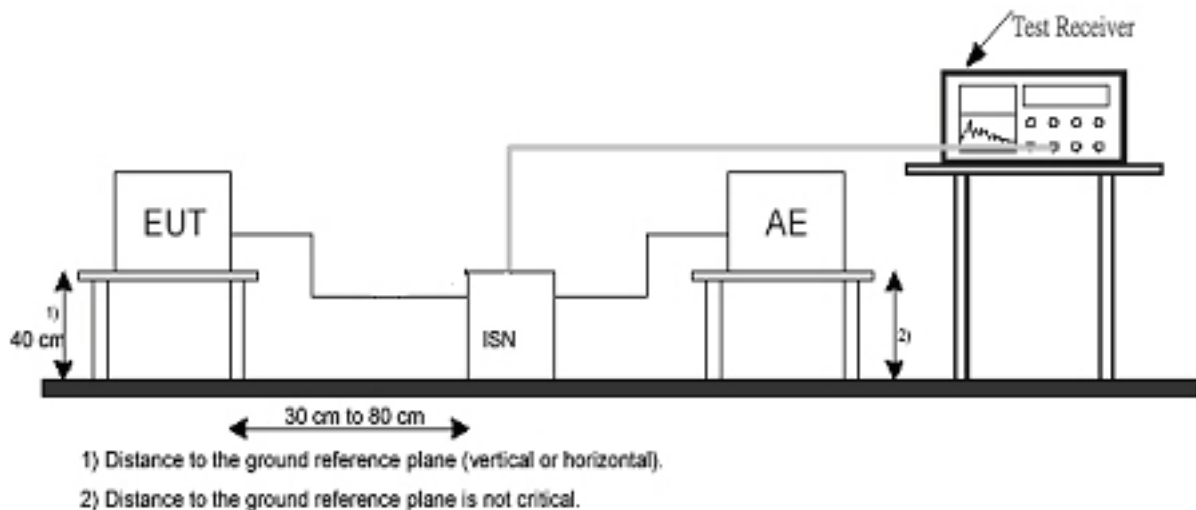 Test Receiver
EUT
AE
1)
40 cm
ISN
2)
30 cm to 80 cm
1) Distance to the ground reference plane (vertical or horizontal).
2) Distance to the ground reference plane is not critical.